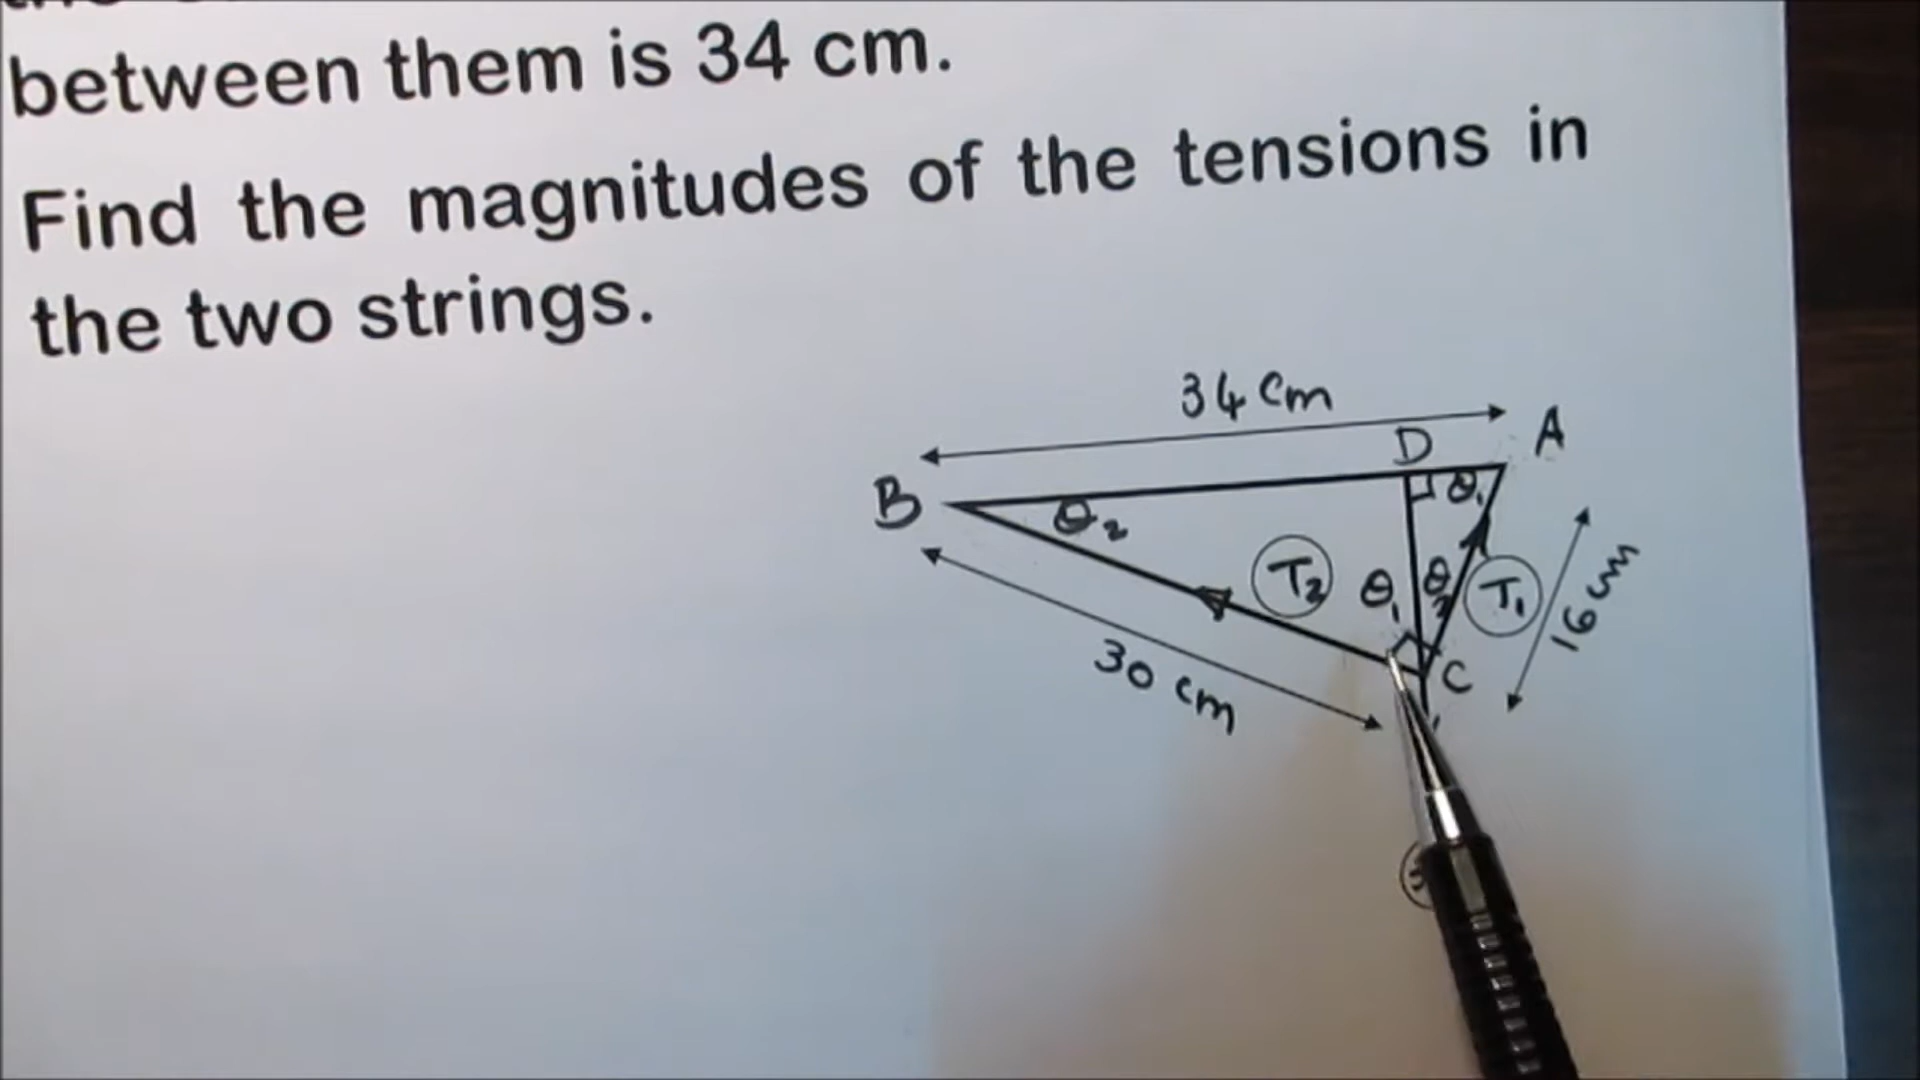 between them is 34 cm.
Find the magnitudes of the tensions in
the two strings.
34 cm
B
D
A
θ₂
θ₁
T₂
θ₁
θ₂
T₁
16 cm
30 cm
C